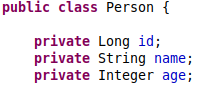 public class Person {
private Long id;
private String name;
private Integer age;